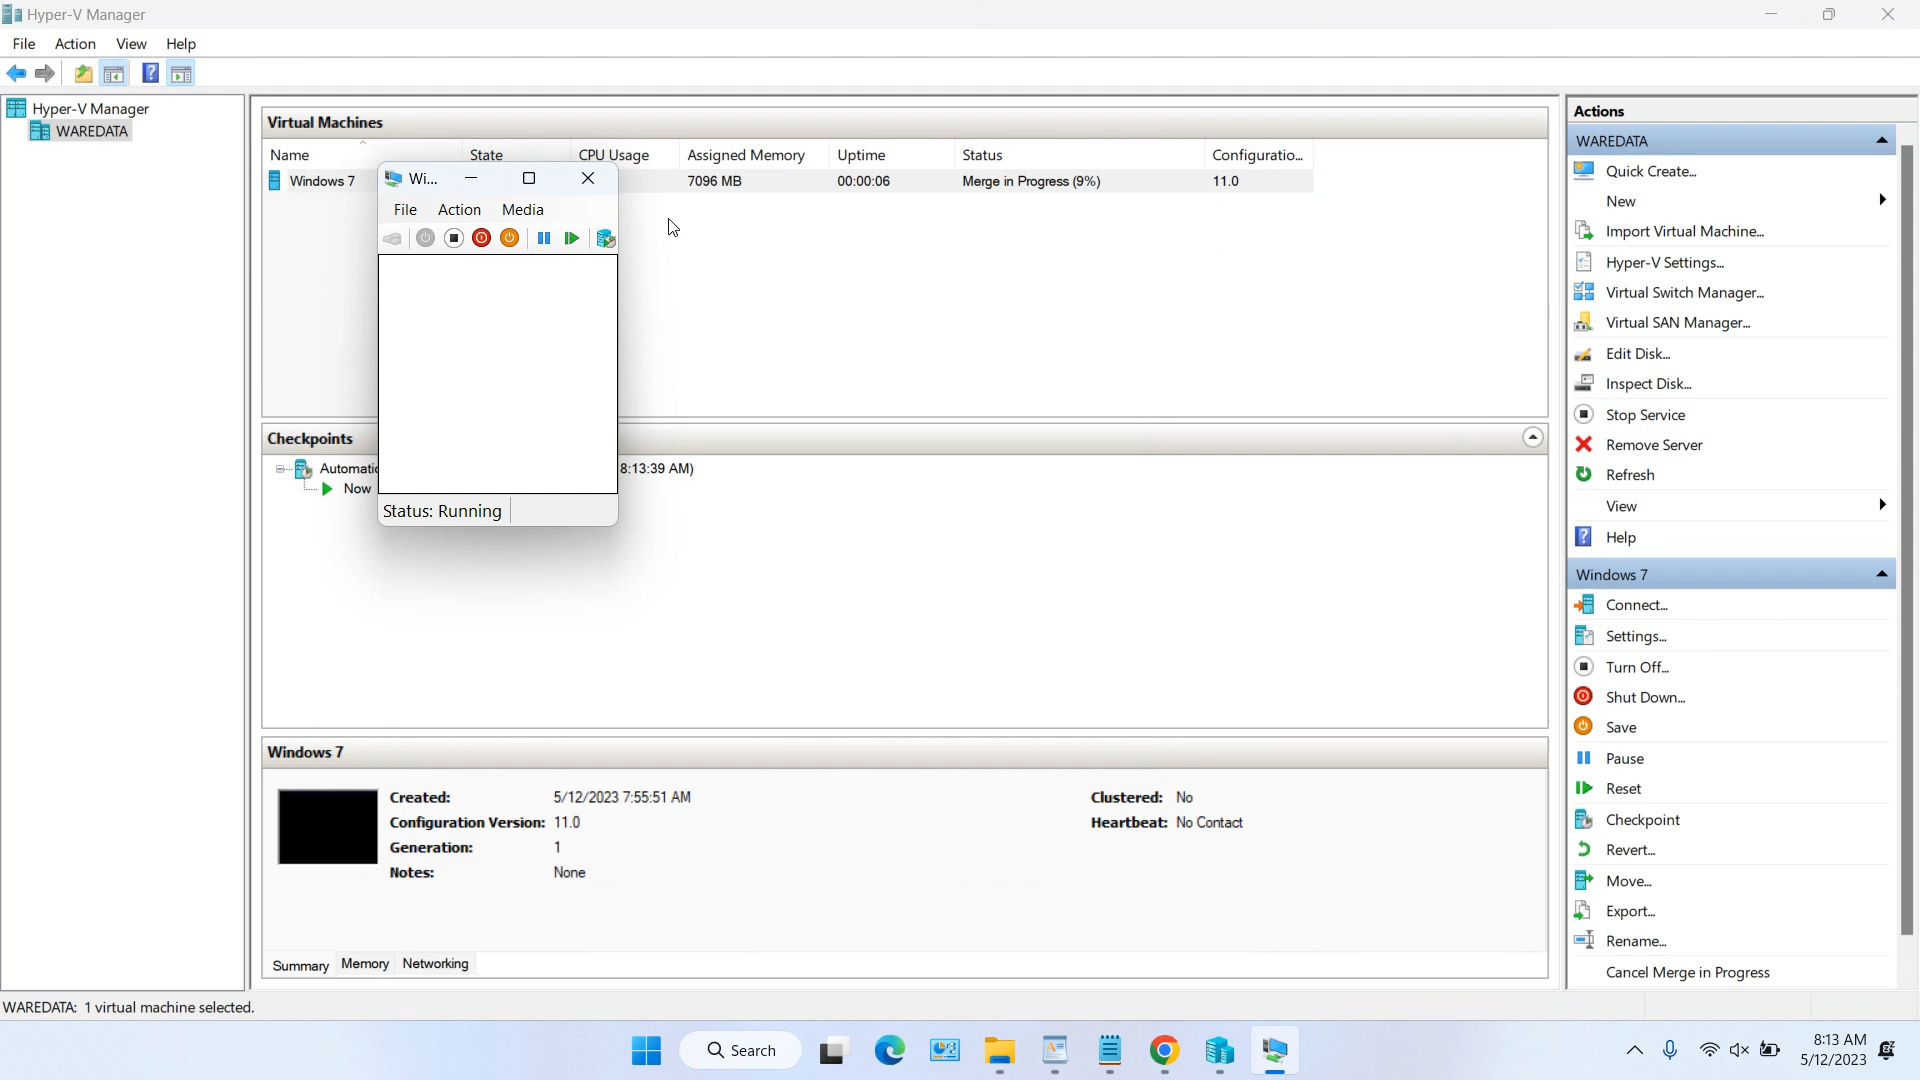 Hyper-V Manager
File Action View Help
Hyper-V Manager
WAREDATA
Virtual Machines
Name State CPU Usage Assigned Memory Uptime Status Configuratio...
Windows 7 7096 MB 00:00:06 Merge in Progress (9%) 11.0
Wi...
File Action Media
Status: Running
Checkpoints
Automatic 8:13:39 AM)
Now
Windows 7
Created: 5/12/2023 7:55:51 AM
Configuration Version: 11.0
Generation: 1
Notes: None
Clustered: No
Heartbeat: No Contact
Summary Memory Networking
Actions
WAREDATA
Quick Create...
New
Import Virtual Machine...
Hyper-V Settings...
Virtual Switch Manager...
Virtual SAN Manager...
Edit Disk...
Inspect Disk...
Stop Service
Remove Server
Refresh
View
Help
Windows 7
Connect...
Settings...
Turn Off...
Shut Down...
Save
Pause
Reset
Checkpoint
Revert...
Move...
Export...
Rename...
Cancel Merge in Progress
WAREDATA: 1 virtual machine selected.
Search
8:13 AM
5/12/2023